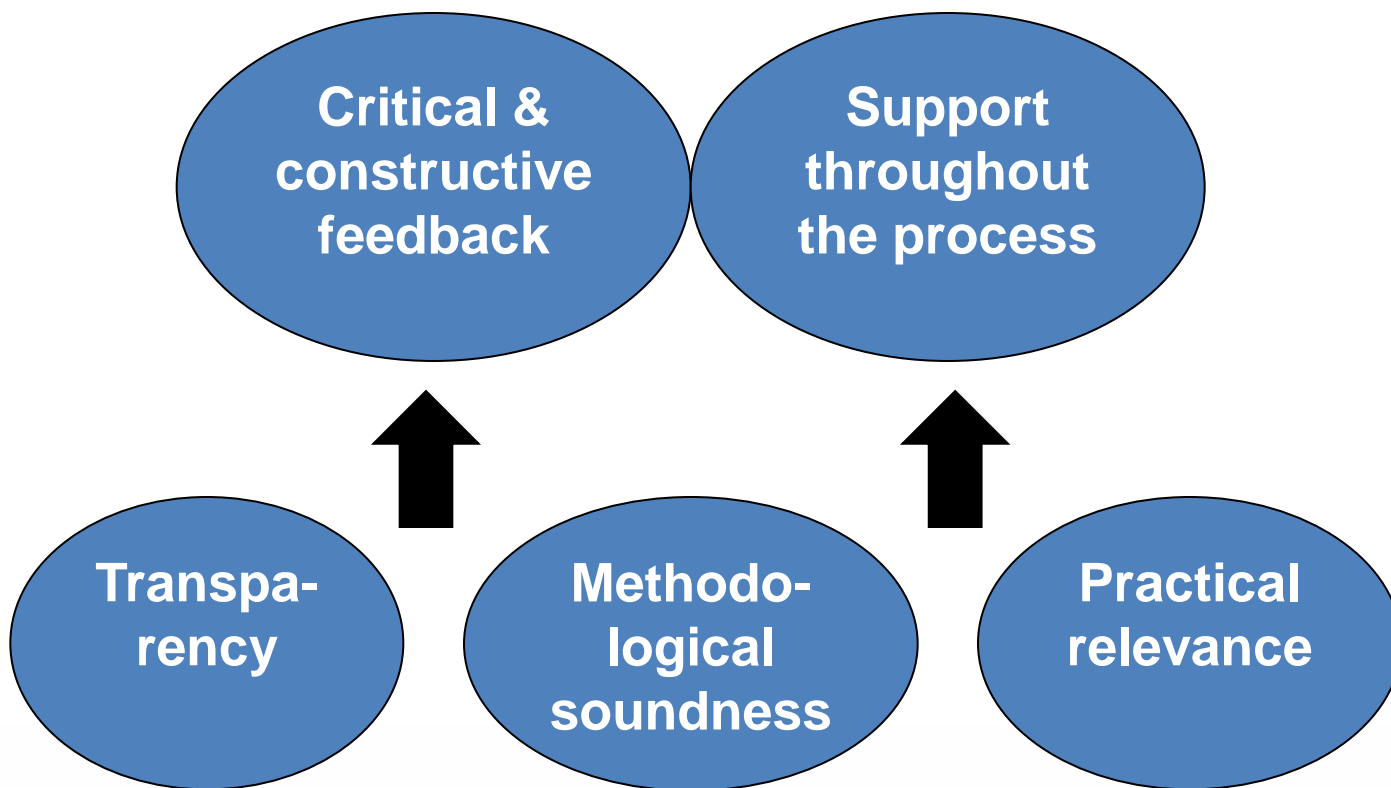 Critical &
constructive
feedback
Support
throughout
the process
Transpa-
rency
Methodo-
logical
soundness
Practical
relevance